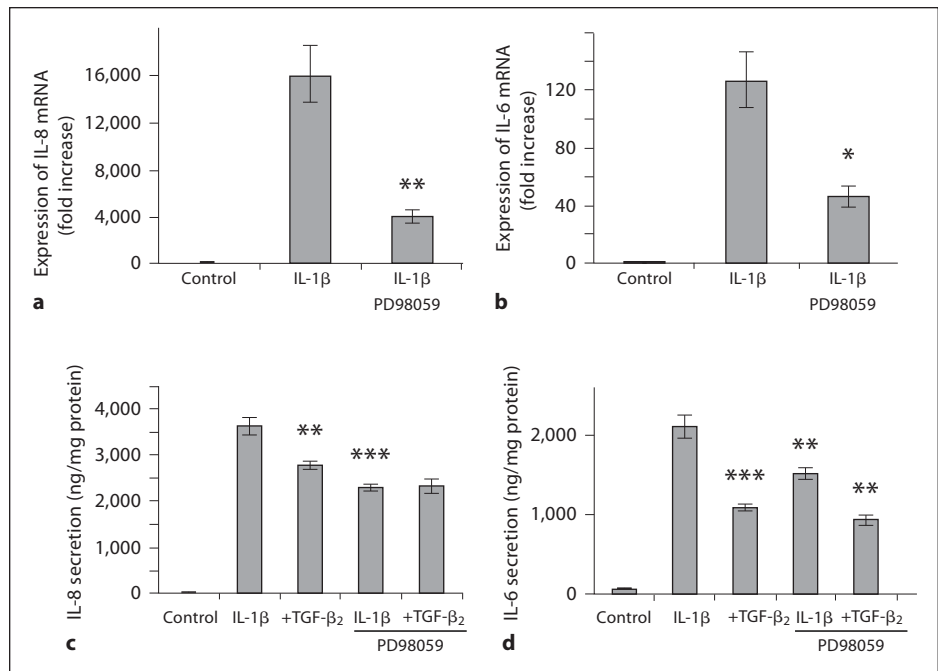 Expression of IL-8 mRNA
(fold increase)
16,000
12,000
8,000
4,000
0
**
Control
IL-1β
IL-1β
PD98059
a
Expression of IL-6 mRNA
(fold increase)
120
80
40
0
*
Control
IL-1β
IL-1β
PD98059
b
IL-8 secretion (ng/mg protein)
4,000
3,000
2,000
1,000
0
**
***
Control
IL-1β
+TGF-β₂
IL-1β
+TGF-β₂
PD98059
c
IL-6 secretion (ng/mg protein)
2,000
1,000
0
***
**
**
Control
IL-1β
+TGF-β₂
IL-1β
+TGF-β₂
PD98059
d